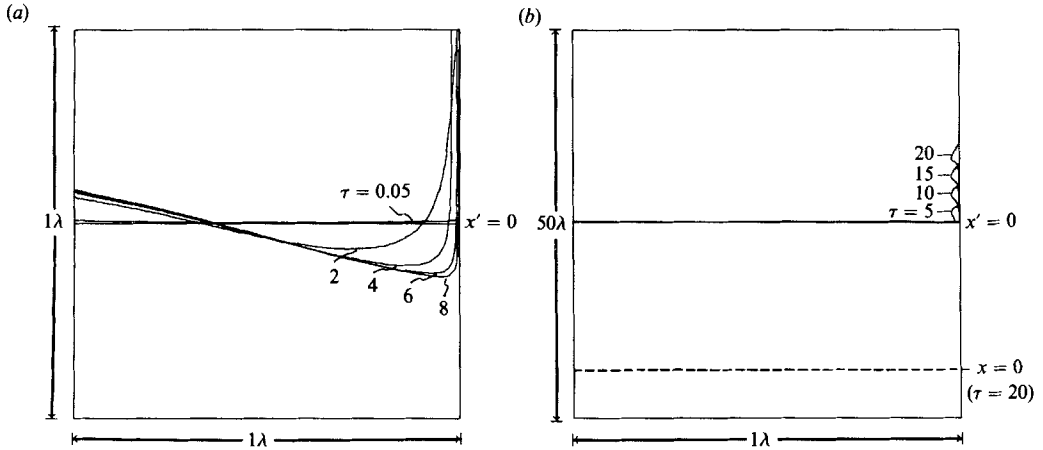 (a)
1λ
τ = 0.05
x′ = 0
2
4
6
8
1λ
(b)
50λ
20
15
10
τ = 5
x′ = 0
x = 0
(τ = 20)
1λ